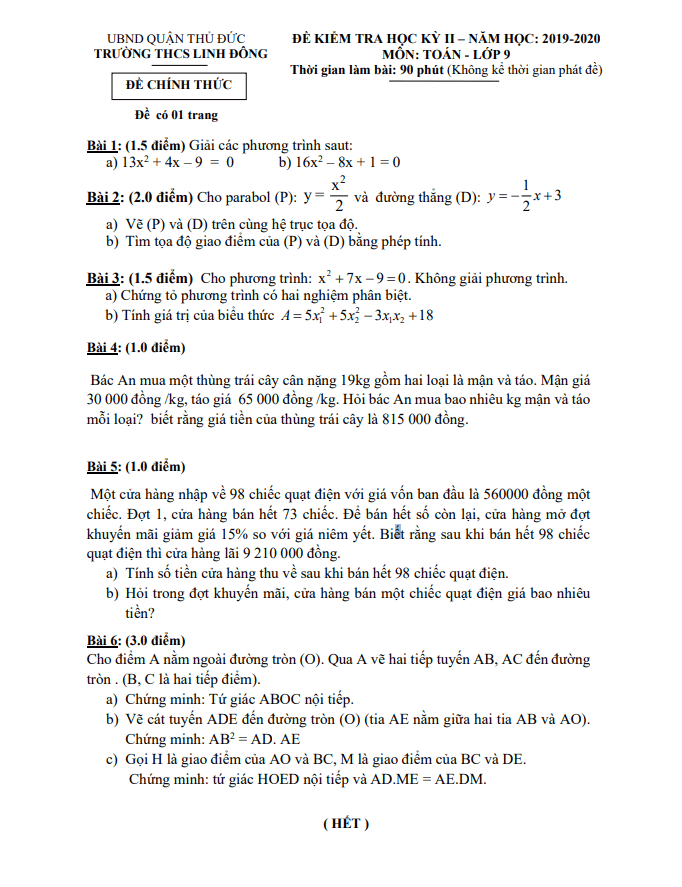 UBND QUẬN THỦ ĐỨC
TRƯỜNG THCS LINH ĐÔNG
ĐỀ CHÍNH THỨC
Đề có 01 trang
ĐỀ KIỂM TRA HỌC KỲ II – NĂM HỌC: 2019-2020
MÔN: TOÁN - LỚP 9
Thời gian làm bài: 90 phút (Không kể thời gian phát đề)
Bài 1: (1.5 điểm) Giải các phương trình saut:
a) 13x² + 4x – 9 = 0 b) 16x² – 8x + 1 = 0
Bài 2: (2.0 điểm) Cho parabol (P): y = x²/2 và đường thẳng (D): y = −1/2 x + 3
a) Vẽ (P) và (D) trên cùng hệ trục tọa độ.
b) Tìm tọa độ giao điểm của (P) và (D) bằng phép tính.
Bài 3: (1.5 điểm) Cho phương trình: x² + 7x − 9 = 0. Không giải phương trình.
a) Chứng tỏ phương trình có hai nghiệm phân biệt.
b) Tính giá trị của biểu thức A = 5x₁² + 5x₂² − 3x₁x₂ + 18
Bài 4: (1.0 điểm)
Bác An mua một thùng trái cây cân nặng 19kg gồm hai loại là mận và táo. Mận giá
30 000 đồng /kg, táo giá 65 000 đồng /kg. Hỏi bác An mua bao nhiêu kg mận và táo
mỗi loại? biết rằng giá tiền của thùng trái cây là 815 000 đồng.
Bài 5: (1.0 điểm)
Một cửa hàng nhập về 98 chiếc quạt điện với giá vốn ban đầu là 560000 đồng một
chiếc. Đợt 1, cửa hàng bán hết 73 chiếc. Để bán hết số còn lại, cửa hàng mở đợt
khuyến mãi giảm giá 15% so với giá niêm yết. Biết rằng sau khi bán hết 98 chiếc
quạt điện thì cửa hàng lãi 9 210 000 đồng.
a) Tính số tiền cửa hàng thu về sau khi bán hết 98 chiếc quạt điện.
b) Hỏi trong đợt khuyến mãi, cửa hàng bán một chiếc quạt điện giá bao nhiêu
tiền?
Bài 6: (3.0 điểm)
Cho điểm A nằm ngoài đường tròn (O). Qua A vẽ hai tiếp tuyến AB, AC đến đường
tròn . (B, C là hai tiếp điểm).
a) Chứng minh: Tứ giác ABOC nội tiếp.
b) Vẽ cát tuyến ADE đến đường tròn (O) (tia AE nằm giữa hai tia AB và AO).
Chứng minh: AB² = AD. AE
c) Gọi H là giao điểm của AO và BC, M là giao điểm của BC và DE.
Chứng minh: tứ giác HOED nội tiếp và AD.ME = AE.DM.
( HẾT )